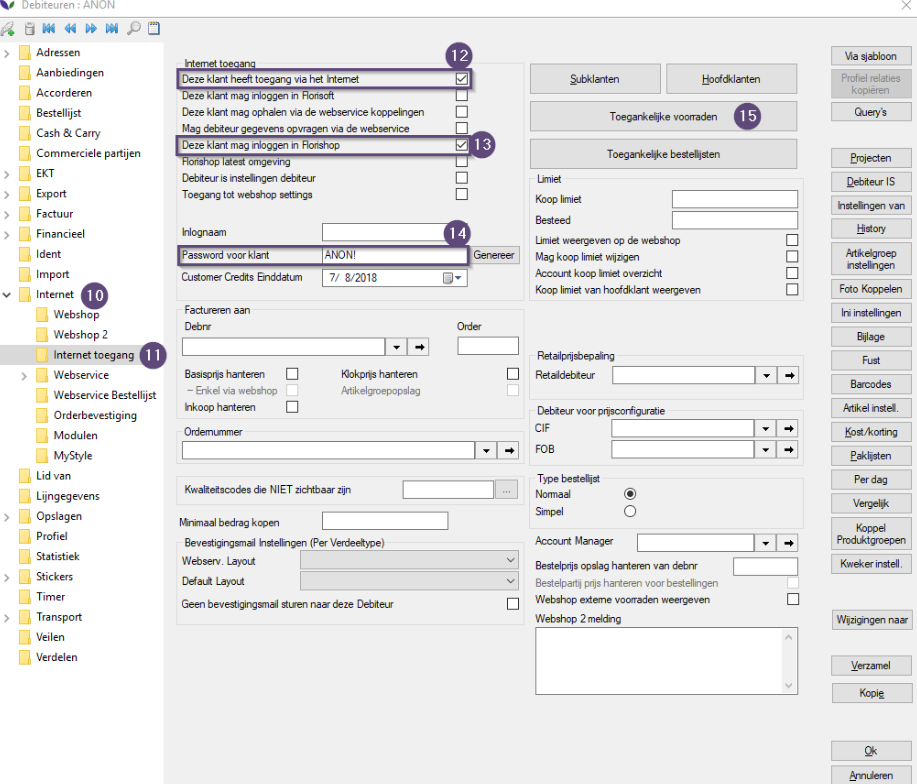 Debiteuren : ANON
Adressen
Aanbiedingen
Accorderen
Bestellijst
Cash & Carry
Commerciele partijen
EKT
Export
Factuur
Financieel
Ident
Import
Internet 10
Webshop
Webshop 2
Internet toegang 11
Webservice
Webservice Bestellijst
Orderbevestiging
Modulen
MyStyle
Lid van
Lijngegevens
Opslagen
Profiel
Statistiek
Stickers
Timer
Transport
Veilen
Verdelen
Internet toegang
12
Deze klant heeft toegang via het Internet
Deze klant mag inloggen in Florisoft
Deze klant mag ophalen via de webservice koppelingen
Mag debiteur gegevens opvragen via de webservice
Deze klant mag inloggen in Florishop 13
Florishop latest omgeving
Debiteur is instellingen debiteur
Toegang tot webshop settings
Inlognaam
14
Password voor klant ANON! Genereer
Customer Credits Einddatum 7/ 8/2018
Factureren aan
Debnr Order
Basisprijs hanteren Klokprijs hanteren
– Enkel via webshop Artikelgroepopslag
Inkoop hanteren
Ordernummer
Kwaliteitscodes die NIET zichtbaar zijn ...
Minimaal bedrag kopen
Bevestigingsmail Instellingen (Per Verdeeltype)
Webserv. Layout
Default Layout
Geen bevestigingsmail sturen naar deze Debiteur
Subklanten Hoofdklanten
Toegankelijke voorraden 15
Toegankelijke bestellijsten
Limiet
Koop limiet
Besteed
Limiet weergeven op de webshop
Mag koop limiet wijzigen
Account koop limiet overzicht
Koop limiet van hoofdklant weergeven
Retailprijsbepaling
Retaildebiteur
Debiteur voor prijsconfiguratie
CIF
FOB
Type bestellijst
Normaal
Simpel
Account Manager
Bestelprijs opslag hanteren van debnr
Bestelpartij prijs hanteren voor bestellingen
Webshop externe voorraden weergeven
Webshop 2 melding
Via sjabloon
Profiel relaties
kopiëren
Query's
Projecten
Debiteur IS
Instellingen van
History
Artikelgroep
instellingen
Foto Koppelen
Ini instellingen
Bijlage
Fust
Barcodes
Artikel instell.
Kost/korting
Paklijsten
Per dag
Vergelijk
Koppel
Produktgroepen
Kweker instell.
Wijzigingen naar
Verzamel
Kopie
Ok
Annuleren